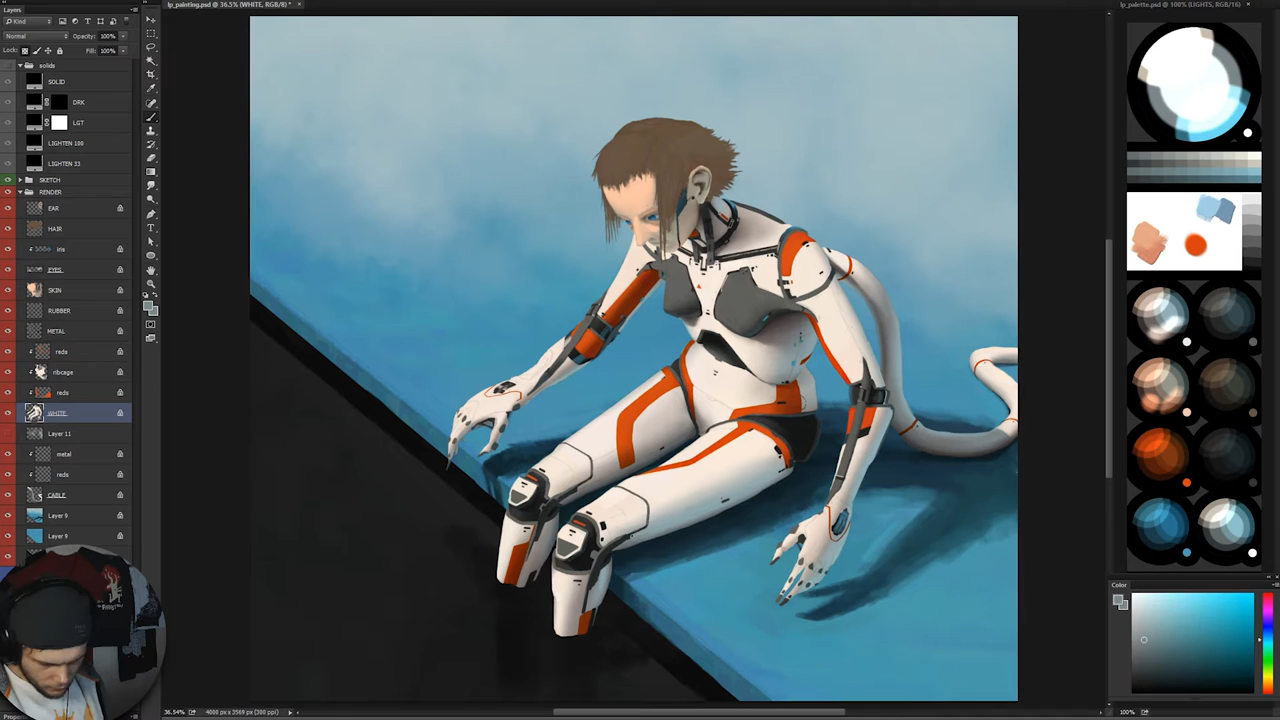 lp_painting.psd @ 36.5% (WHITE, RGB/8) *
lp_palette.psd @ 100% (LIGHTS, RGB/16)
Layers
Kind
Normal
Opacity: 100%
Lock:
Fill: 100%
solids
SOLID
DRK
LGT
LIGHTEN 100
LIGHTEN 33
SKETCH
RENDER
EAR
HAIR
iris
EYES
SKIN
RUBBER
METAL
reds
ribcage
reds
WHITE
Layer 11
metal
reds
CABLE
Layer 9
Layer 8
Color
36.54%
4000 px x 3569 px (300 ppi)
100%